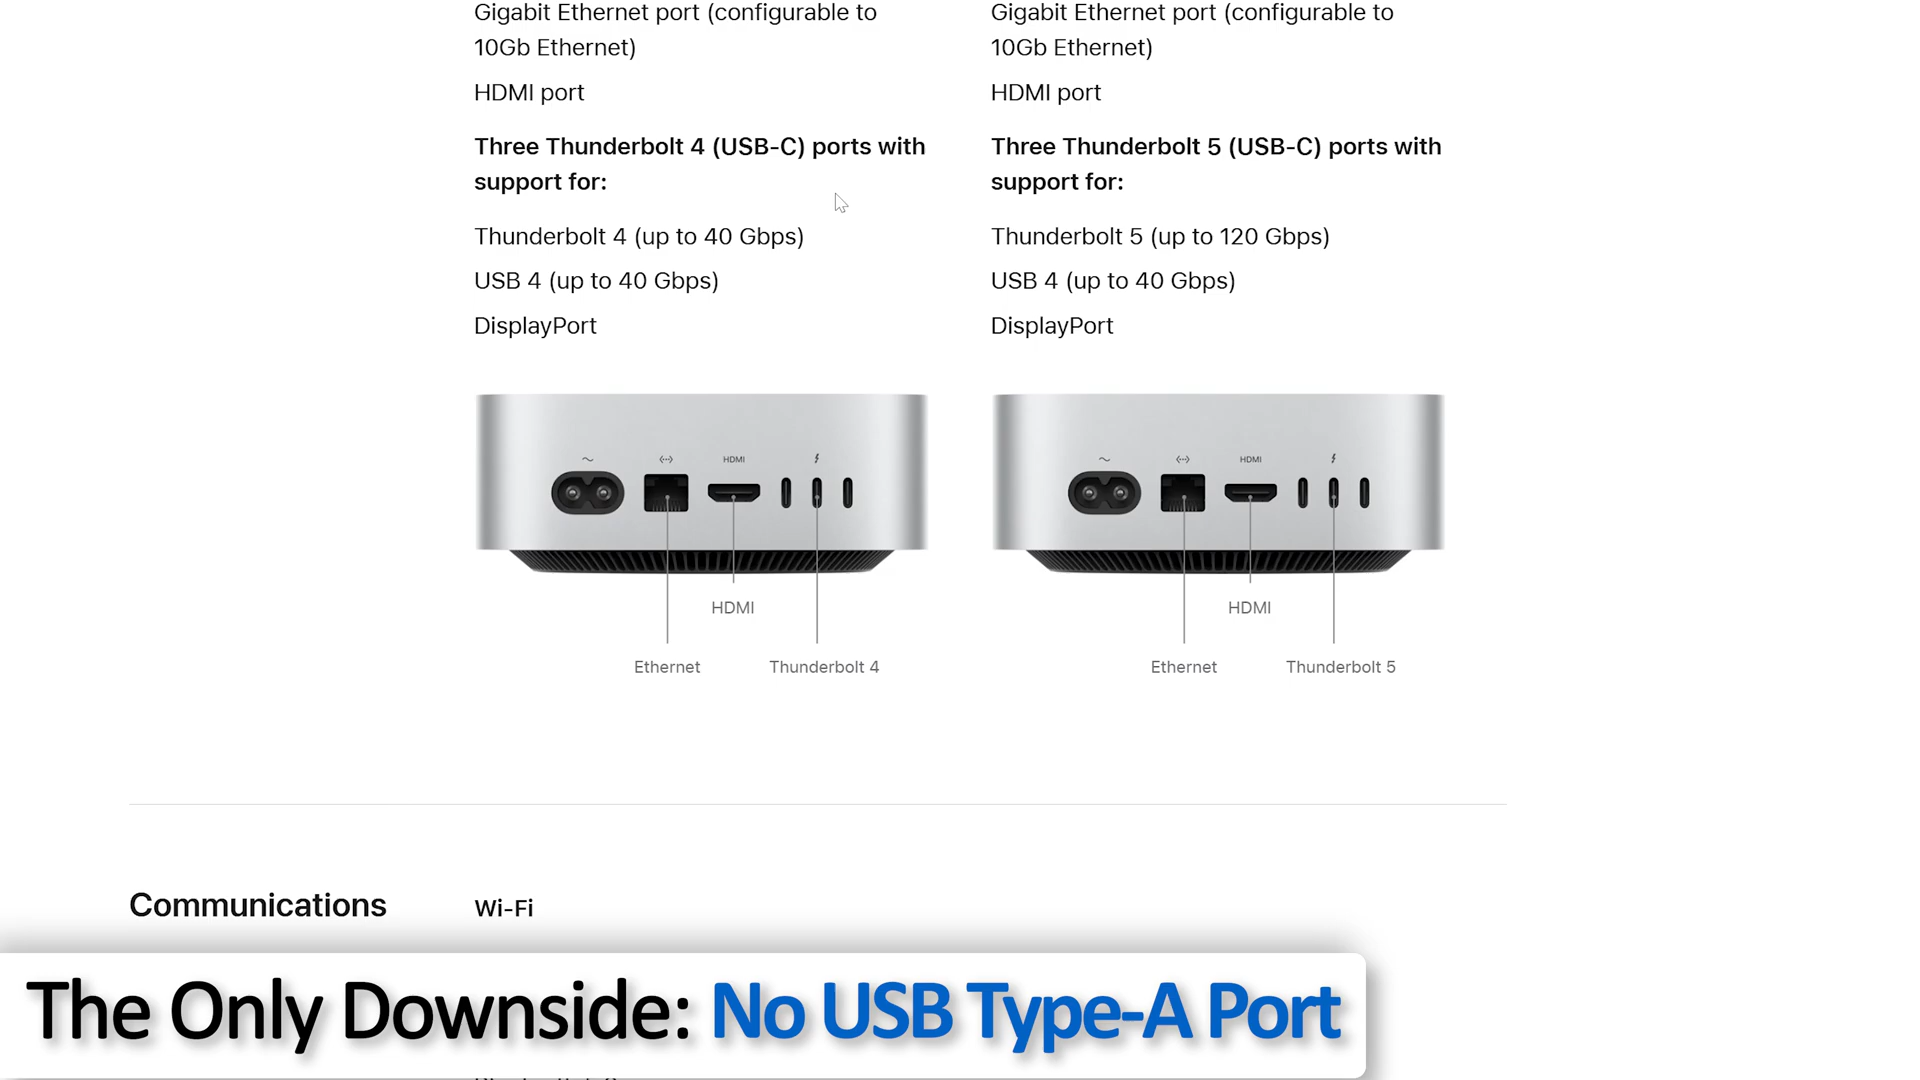 Gigabit Ethernet port (configurable to
10Gb Ethernet)
HDMI port
Three Thunderbolt 4 (USB-C) ports with
support for:
Thunderbolt 4 (up to 40 Gbps)
USB 4 (up to 40 Gbps)
DisplayPort
HDMI
HDMI
Ethernet
Thunderbolt 4
Gigabit Ethernet port (configurable to
10Gb Ethernet)
HDMI port
Three Thunderbolt 5 (USB-C) ports with
support for:
Thunderbolt 5 (up to 120 Gbps)
USB 4 (up to 40 Gbps)
DisplayPort
HDMI
HDMI
Ethernet
Thunderbolt 5
Communications
Wi-Fi
The Only Downside: No USB Type-A Port